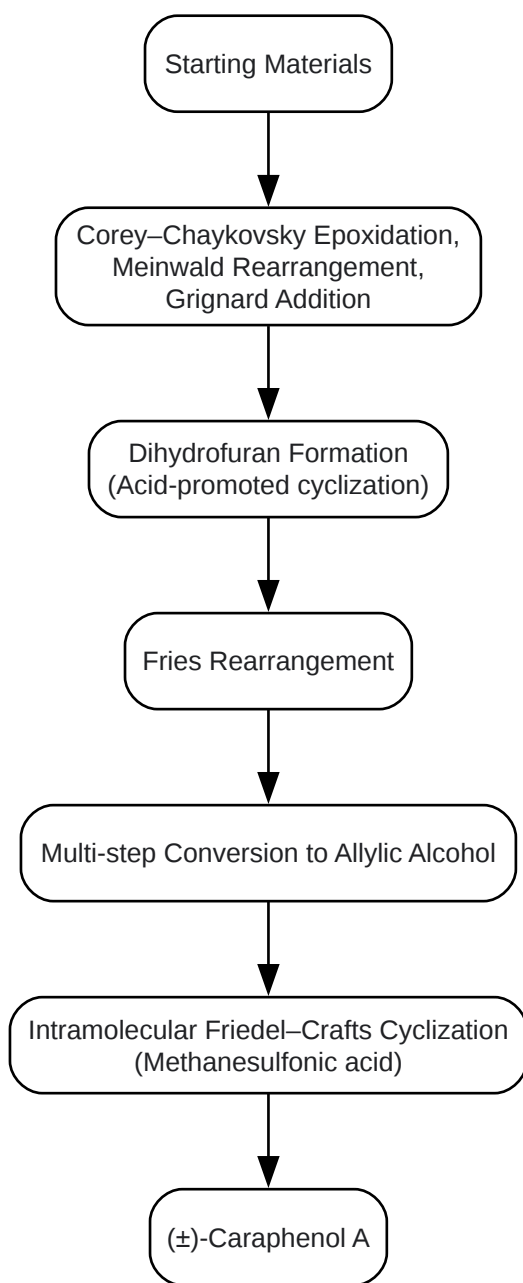 Starting Materials
Corey–Chaykovsky Epoxidation,
Meinwald Rearrangement,
Grignard Addition
Dihydrofuran Formation
(Acid-promoted cyclization)
Fries Rearrangement
Multi-step Conversion to Allylic Alcohol
Intramolecular Friedel–Crafts Cyclization
(Methanesulfonic acid)
(±)-Caraphenol A